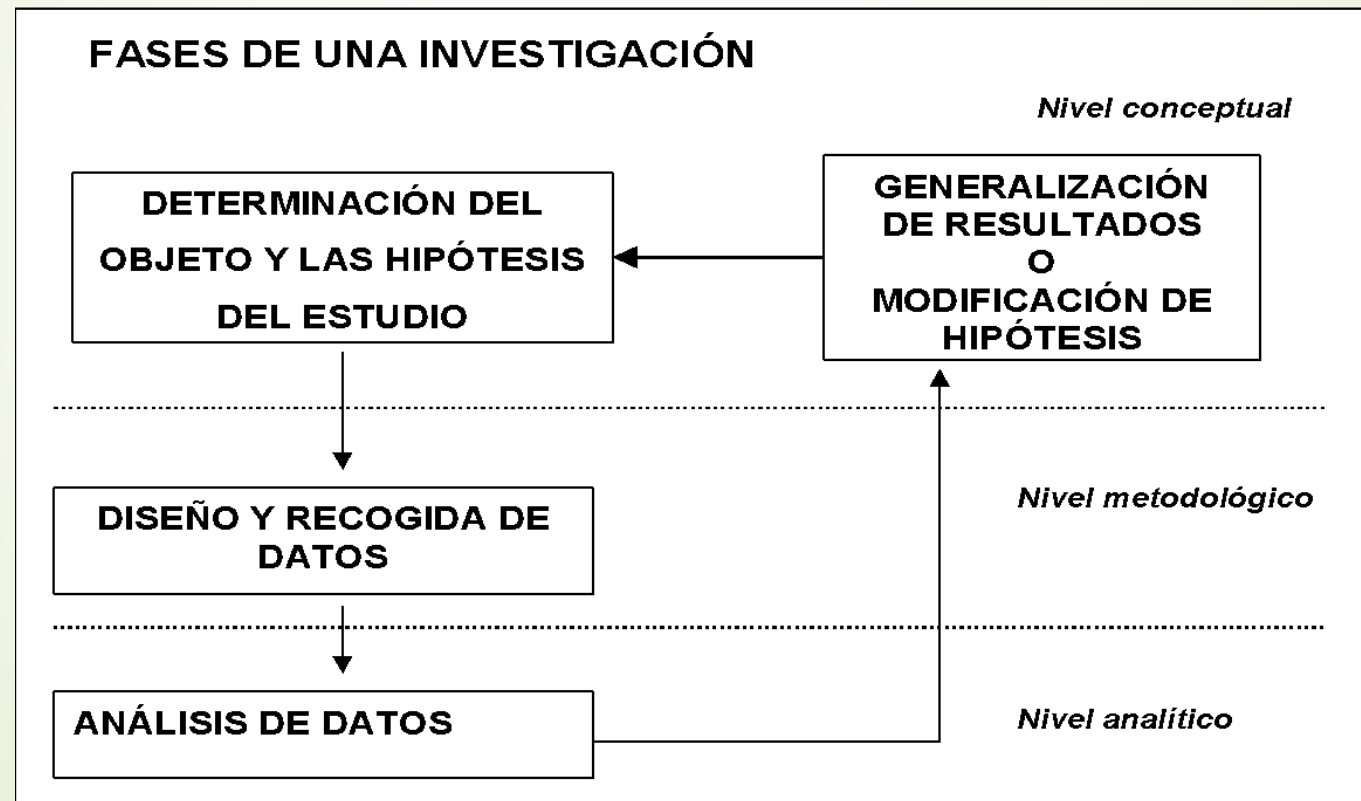 FASES DE UNA INVESTIGACIÓN
Nivel conceptual
DETERMINACIÓN DEL
OBJETO Y LAS HIPÓTESIS
DEL ESTUDIO
GENERALIZACIÓN
DE RESULTADOS
O
MODIFICACIÓN DE
HIPÓTESIS
DISEÑO Y RECOGIDA DE
DATOS
Nivel metodológico
ANÁLISIS DE DATOS
Nivel analítico